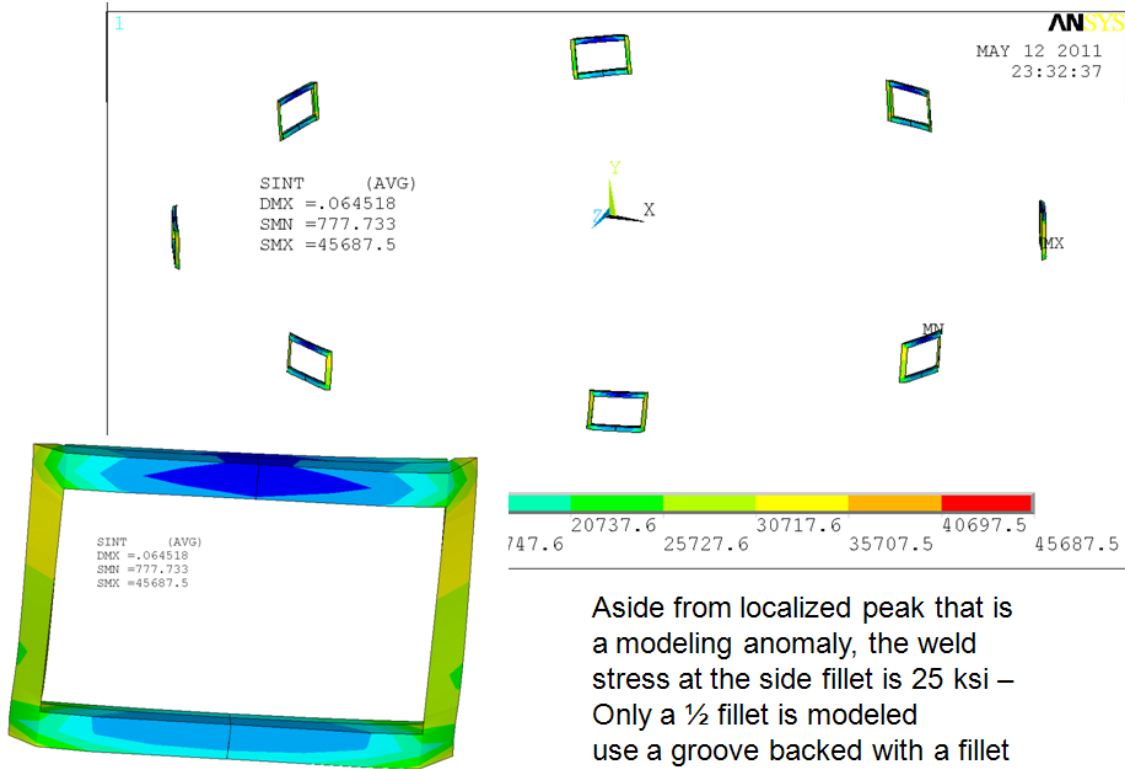 1
ANSYS
MAY 12 2011
23:32:37
SINT (AVG)
DMX =.064518
SMN =777.733
SMX =45687.5
Y
Z
X
MX
MN
SINT (AVG)
DMX =.064518
SMN =777.733
SMX =45687.5
20737.6 30717.6 40697.5
747.6 25727.6 35707.5 45687.5
Aside from localized peak that is
a modeling anomaly, the weld
stress at the side fillet is 25 ksi –
Only a ½ fillet is modeled
use a groove backed with a fillet